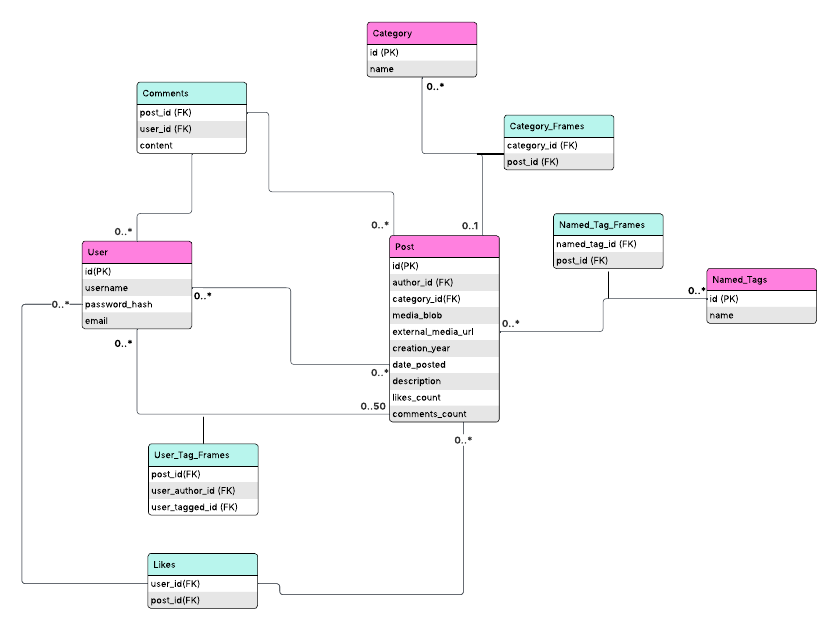 Category
id (PK)
name
0..*
Comments
post_id (FK)
user_id (FK)
content
Category_Frames
category_id (FK)
post_id (FK)
0..*
0..*
0..1
Named_Tag_Frames
named_tag_id (FK)
post_id (FK)
User
id(PK)
username
password_hash
email
0..*
0..*
0..*
Post
id(PK)
author_id (FK)
category_id(FK)
media_blob
external_media_url
creation_year
date_posted
description
likes_count
comments_count
0..*
0..50
0..*
0..*
Named_Tags
id (PK)
name
0..*
User_Tag_Frames
post_id(FK)
user_author_id (FK)
user_tagged_id (FK)
Likes
user_id(FK)
post_id(FK)